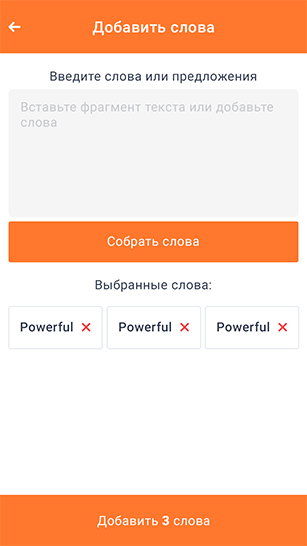 Добавить слова
Введите слова или предложения
Вставьте фрагмент текста или добавьте
слова
Собрать слова
Выбранные слова:
Powerful Powerful Powerful
Добавить 3 слова